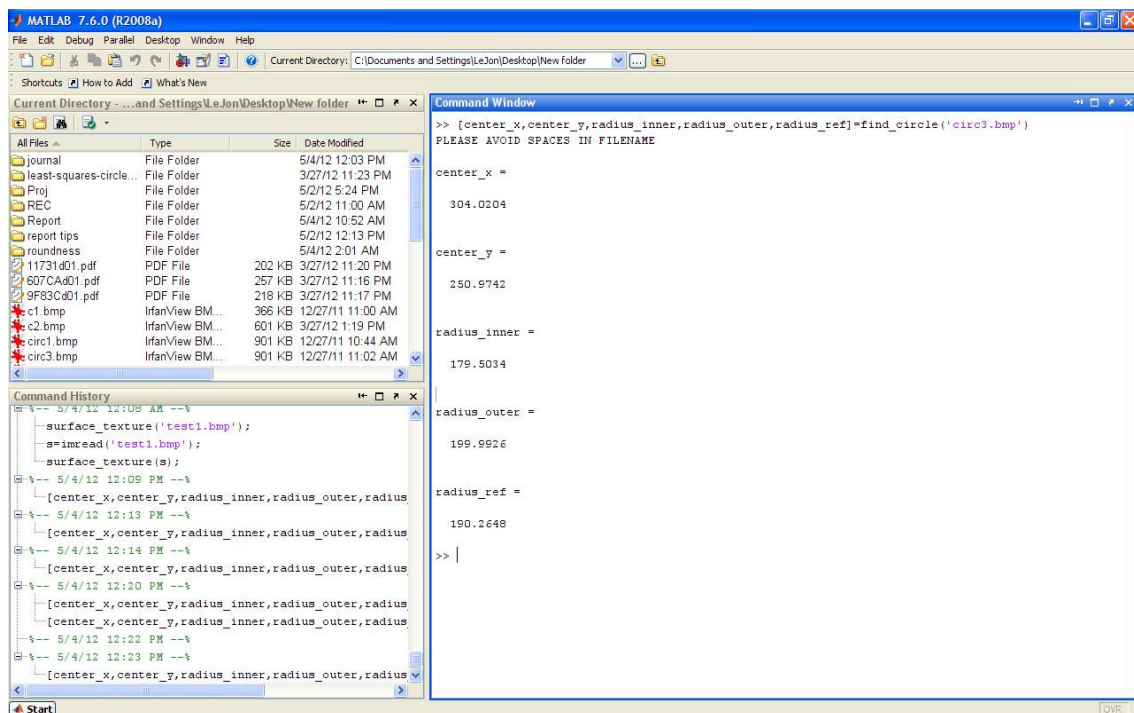 MATLAB 7.6.0 (R2008a)
File Edit Debug Parallel Desktop Window Help
Current Directory: C:\Documents and Settings\LeJon\Desktop\New folder
Shortcuts How to Add What's New
Current Directory - ...and Settings\LeJon\Desktop\New folder
All Files Type Size Date Modified
journal File Folder 5/4/12 12:03 PM
least-squares-circle... File Folder 3/27/12 11:23 PM
Proj File Folder 5/2/12 5:24 PM
REC File Folder 5/2/12 11:00 AM
Report File Folder 5/4/12 10:52 AM
report tips File Folder 5/2/12 12:13 PM
roundness File Folder 5/4/12 2:01 AM
11731d01.pdf PDF File 202 KB 3/27/12 11:20 PM
607CAd01.pdf PDF File 257 KB 3/27/12 11:16 PM
9F83Cd01.pdf PDF File 218 KB 3/27/12 11:17 PM
c1.bmp IrfanView BM... 366 KB 12/27/11 11:00 AM
c2.bmp IrfanView BM... 601 KB 3/27/12 1:19 PM
circ1.bmp IrfanView BM... 901 KB 12/27/11 10:44 AM
circ3.bmp IrfanView BM... 901 KB 12/27/11 11:02 AM
Command History
%-- 5/4/12 12:08 AM --%
surface_texture('test1.bmp');
s=imread('test1.bmp');
surface_texture(s);
%-- 5/4/12 12:09 PM --%
[center_x,center_y,radius_inner,radius_outer,radius
%-- 5/4/12 12:13 PM --%
[center_x,center_y,radius_inner,radius_outer,radius
%-- 5/4/12 12:14 PM --%
[center_x,center_y,radius_inner,radius_outer,radius
%-- 5/4/12 12:20 PM --%
[center_x,center_y,radius_inner,radius_outer,radius
[center_x,center_y,radius_inner,radius_outer,radius
%-- 5/4/12 12:22 PM --%
%-- 5/4/12 12:23 PM --%
[center_x,center_y,radius_inner,radius_outer,radius
Command Window
>> [center_x,center_y,radius_inner,radius_outer,radius_ref]=find_circle('circ3.bmp')
PLEASE AVOID SPACES IN FILENAME
center_x =
304.0204
center_y =
250.9742
radius_inner =
179.5034
radius_outer =
199.9926
radius_ref =
190.2648
>>
Start
OVR